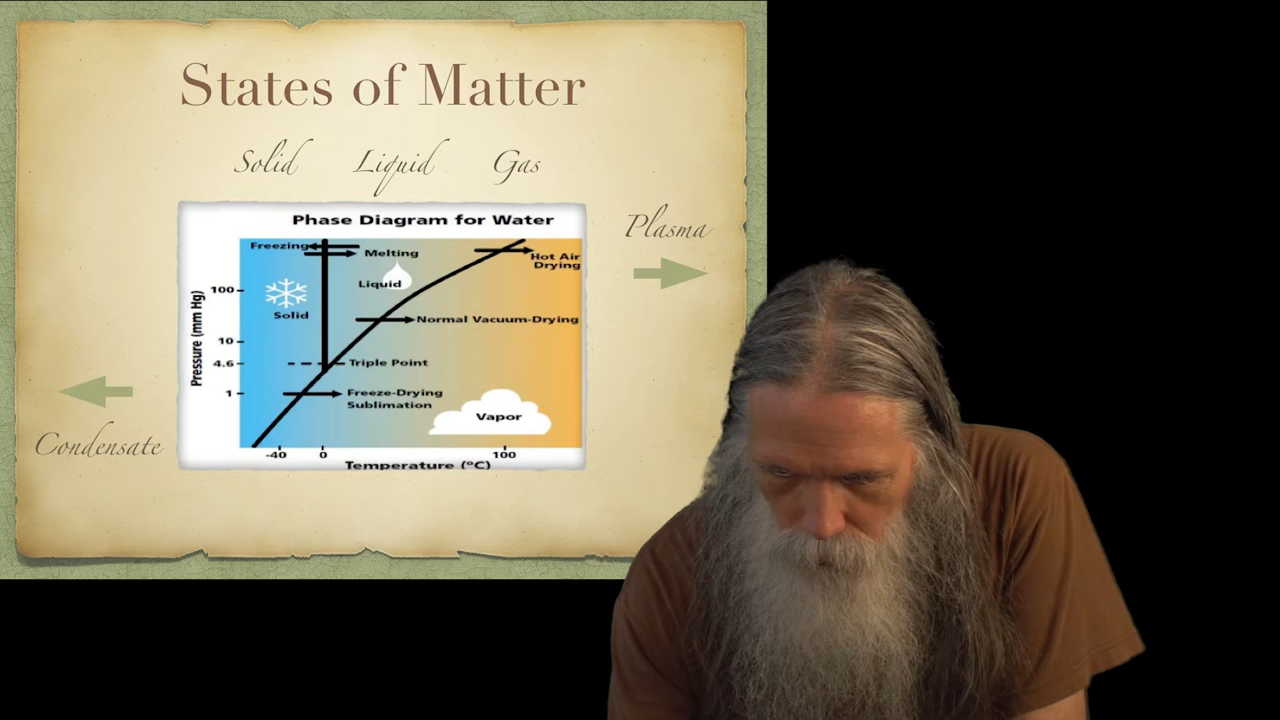 States of Matter
Solid Liquid Gas
Plasma
Condensate
Phase Diagram for Water
Freezing
Melting
Hot Air
Drying
Liquid
100
Solid
Normal Vacuum-Drying
10
4.6
Triple Point
1
Freeze-Drying
Sublimation
Vapor
Pressure (mm Hg)
-40 0 100
Temperature (ºC)